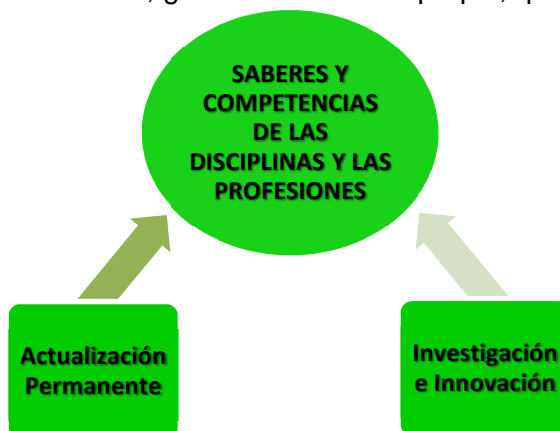 SABERES Y
COMPETENCIAS
DE LAS
DISCIPLINAS Y LAS
PROFESIONES
Actualización
Permanente
Investigación
e Innovación